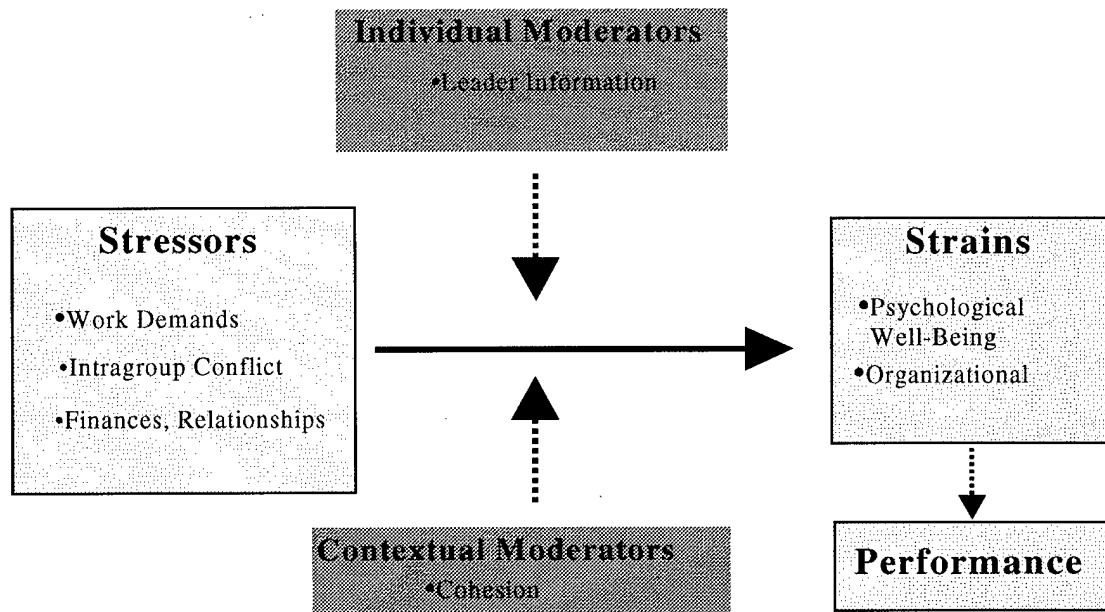 Individual Moderators
•Leader Information
Stressors
•Work Demands
•Intragroup Conflict
•Finances, Relationships
Strains
•Psychological
Well-Being
•Organizational
Contextual Moderators
•Cohesion
Performance